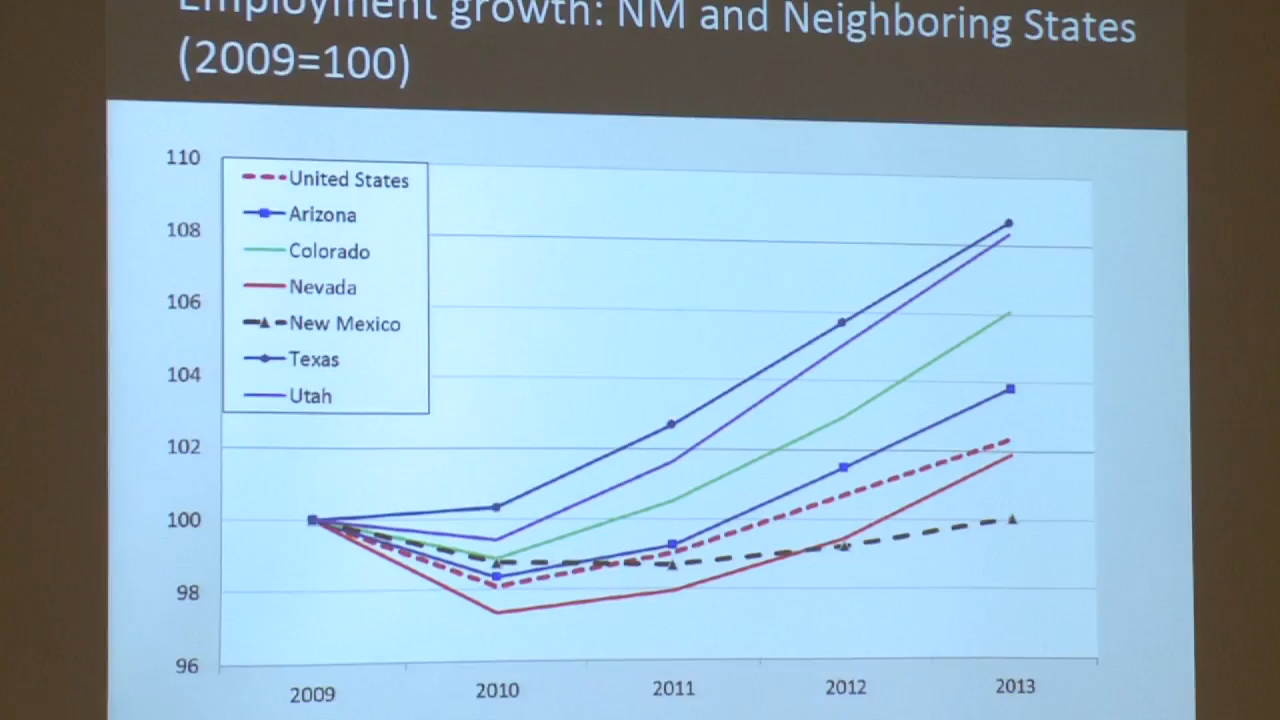 Employment growth: NM and Neighboring States
(2009=100)
110
108
106
104
102
100
98
96
United States
Arizona
Colorado
Nevada
New Mexico
Texas
Utah
2009
2010
2011
2012
2013